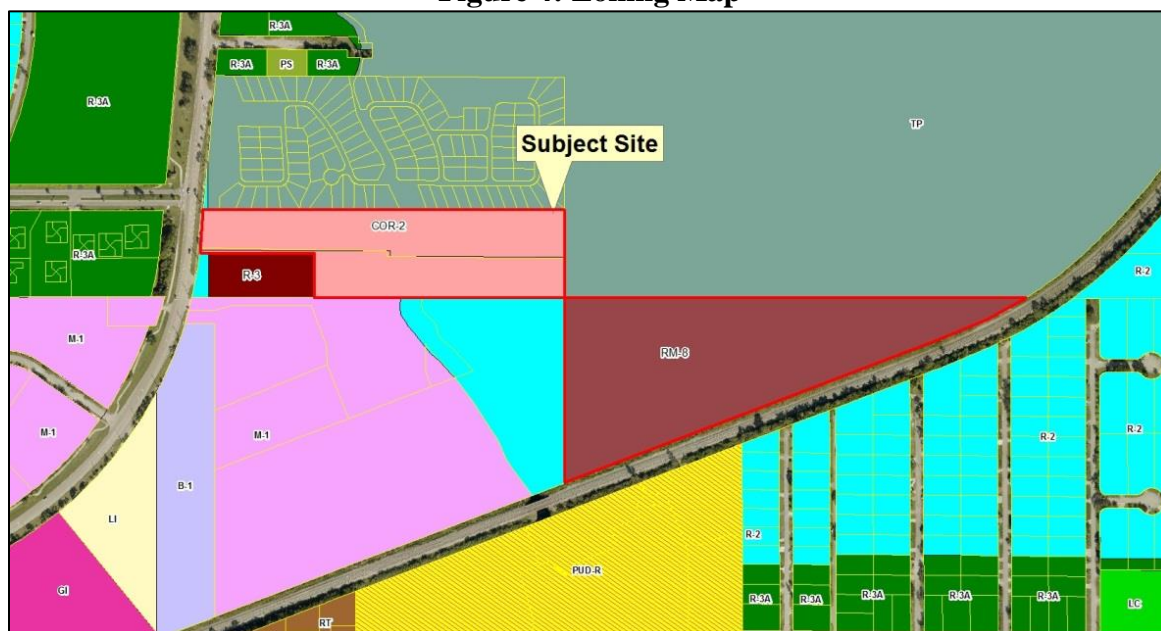 Figure 4: Zoning Map
R-3A
R-3A
PS
R-3A
R-3A
TP
Subject Site
COR-2
R-3A
R-3
R-2
M-1
RM-8
M-1
M-1
B-1
R-2
R-2
LI
R-2
GI
PUD-R
R-3A
R-3A
R-3A
R-3A
R-3A
LC
RT